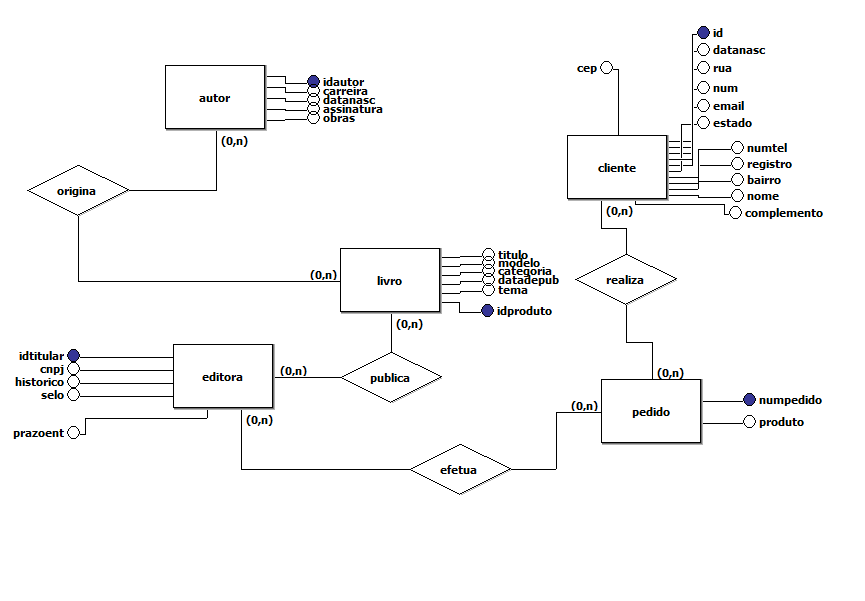 id
datanasc
cep
rua
num
email
estado
autor
idautor
carreira
datanasc
assinatura
obras
(0,n)
cliente
numtel
registro
bairro
nome
complemento
(0,n)
origina
(0,n)
livro
titulo
modelo
categoria
datadepub
tema
idproduto
(0,n)
realiza
idtitular
cnpj
historico
selo
prazoent
editora
(0,n)
(0,n)
publica
(0,n)
(0,n)
pedido
numpedido
produto
efetua